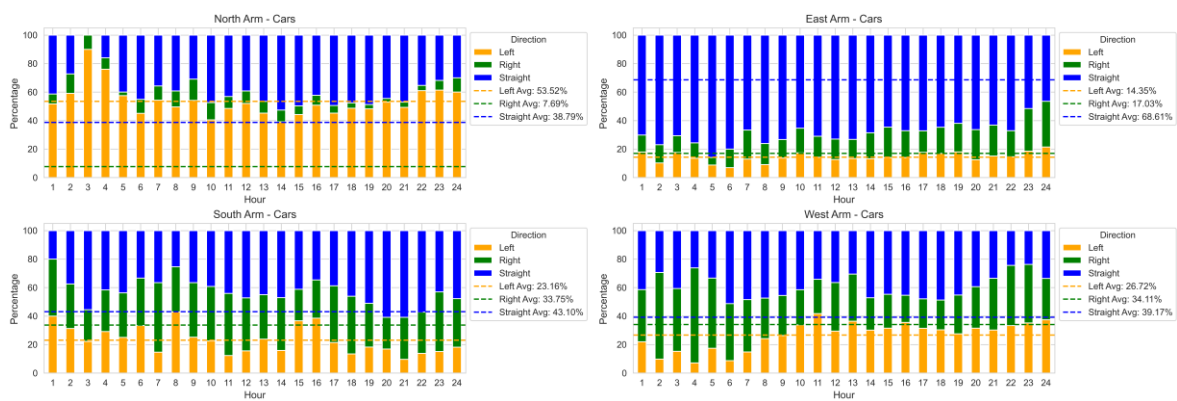 North Arm - Cars
Percentage
100
80
60
40
20
0
1 2 3 4 5 6 7 8 9 10 11 12 13 14 15 16 17 18 19 20 21 22 23 24
Hour
Direction
Left
Right
Straight
Left Avg: 53.52%
Right Avg: 7.69%
Straight Avg: 38.79%
East Arm - Cars
Percentage
100
80
60
40
20
0
1 2 3 4 5 6 7 8 9 10 11 12 13 14 15 16 17 18 19 20 21 22 23 24
Hour
Direction
Left
Right
Straight
Left Avg: 14.35%
Right Avg: 17.03%
Straight Avg: 68.61%
South Arm - Cars
Percentage
100
80
60
40
20
0
1 2 3 4 5 6 7 8 9 10 11 12 13 14 15 16 17 18 19 20 21 22 23 24
Hour
Direction
Left
Right
Straight
Left Avg: 23.16%
Right Avg: 33.75%
Straight Avg: 43.10%
West Arm - Cars
Percentage
100
80
60
40
20
0
1 2 3 4 5 6 7 8 9 10 11 12 13 14 15 16 17 18 19 20 21 22 23 24
Hour
Direction
Left
Right
Straight
Left Avg: 26.72%
Right Avg: 34.11%
Straight Avg: 39.17%